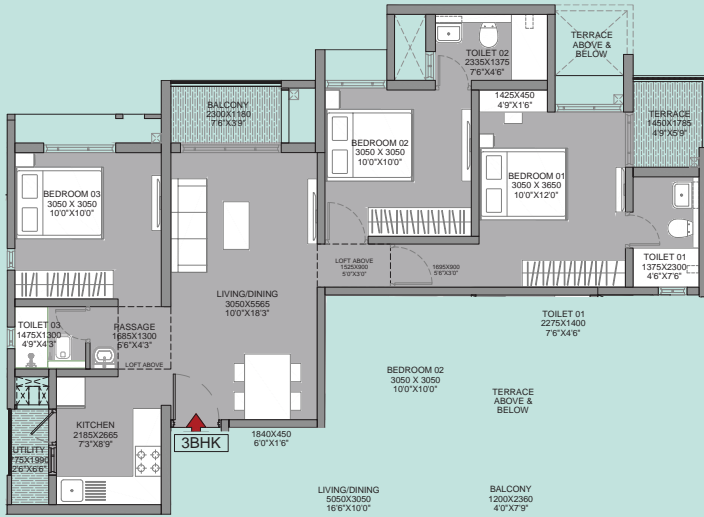 TOILET 02
2335X1375
7'6"X4'6"
TERRACE
ABOVE &
BELOW
1425X450
4'9"X1'6"
BALCONY
2300X1180
7'6"X3'9"
TERRACE
1450X1785
4'9"X5'9"
BEDROOM 02
3050 X 3050
10'0"X10'0"
BEDROOM 01
3050 X 3650
10'0"X12'0"
BEDROOM 03
3050 X 3050
10'0"X10'0"
TOILET 01
1375X2300
4'6"X7'6"
LOFT ABOVE
1525X900
5'0"X3'0"
1695X900
5'6"X3'0"
LIVING/DINING
3050X5565
10'0"X18'3"
TOILET 03
1475X1300
4'9"X4'3"
PASSAGE
1685X1300
5'6"X4'3"
LOFT ABOVE
TOILET 01
2275X1400
7'6"X4'6"
BEDROOM 02
3050 X 3050
10'0"X10'0"
TERRACE
ABOVE &
BELOW
KITCHEN
2185X2665
7'3"X8'9"
UTILITY
775X1990
2'6"X6'6"
3BHK
1840X450
6'0"X1'6"
LIVING/DINING
5050X3050
16'6"X10'0"
BALCONY
1200X2360
4'0"X7'9"